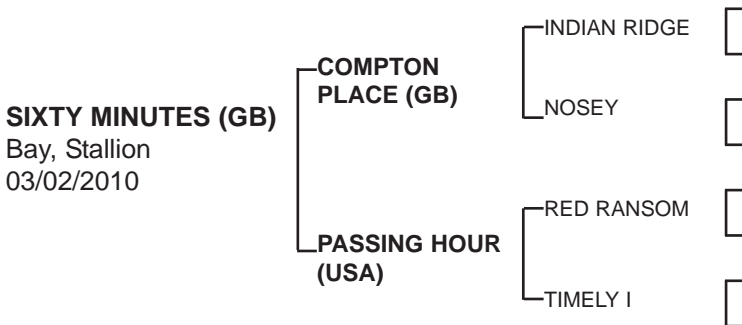 SIXTY MINUTES (GB)
Bay, Stallion
03/02/2010
COMPTON
PLACE (GB)
PASSING HOUR
(USA)
INDIAN RIDGE
NOSEY
RED RANSOM
TIMELY I